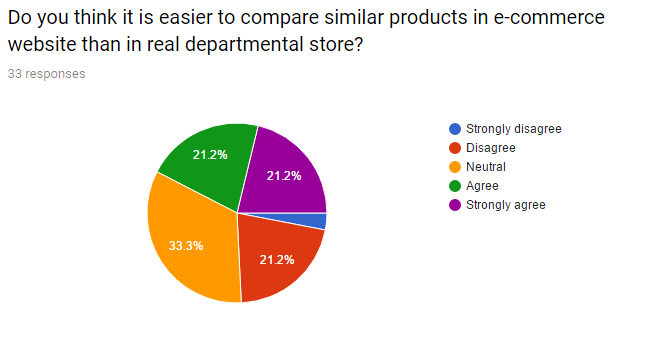 Do you think it is easier to compare similar products in e-commerce
website than in real departmental store?
33 responses
21.2%
21.2%
33.3%
21.2%
Strongly disagree
Disagree
Neutral
Agree
Strongly agree